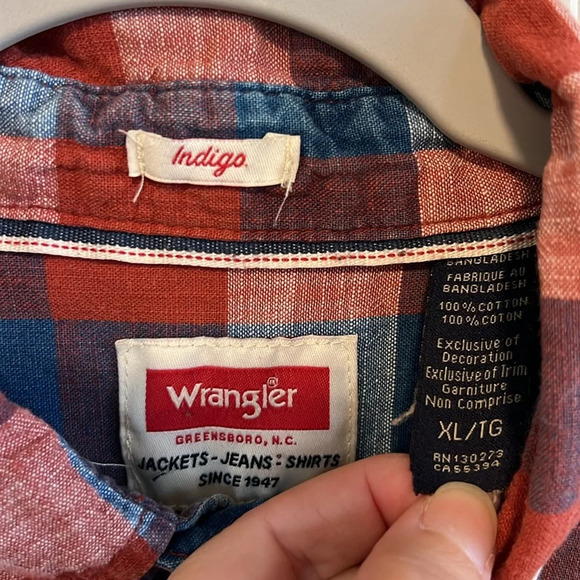 Indigo
Wrangler
GREENSBORO, N.C.
JACKETS-JEANS-SHIRTS
SINCE 1947
BANGLADESH
FABRIQUE AU
BANGLADESH
100% COTTON
100% COTON
Exclusive of
Decoration
Exclusive of Trim
Garniture
Non Comprise
XL/TG
RN130273
CA55394